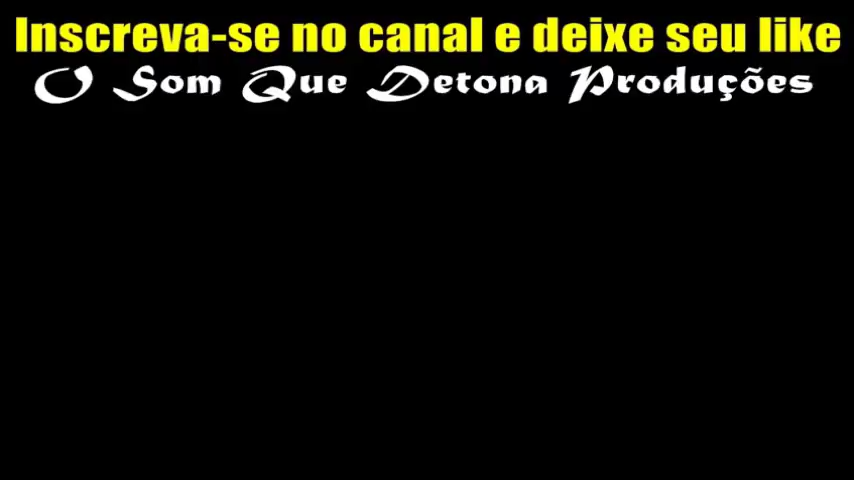 Inscreva-se no canal e deixe seu like
O Som Que Detona Produções